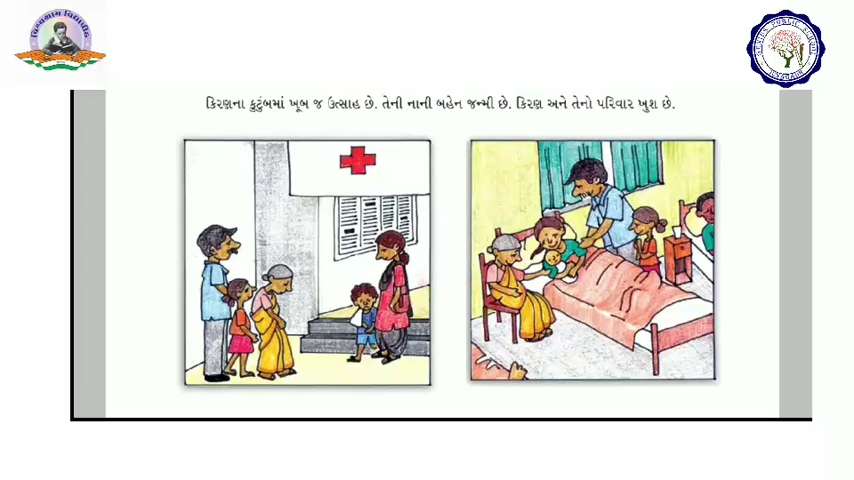 કિરણના કુટુંબમાં ખૂબ જ ઉત્સાહ છે. તેની નાની બહેન જન્મી છે. કિરણ અને તેનો પરિવાર ખુશ છે.